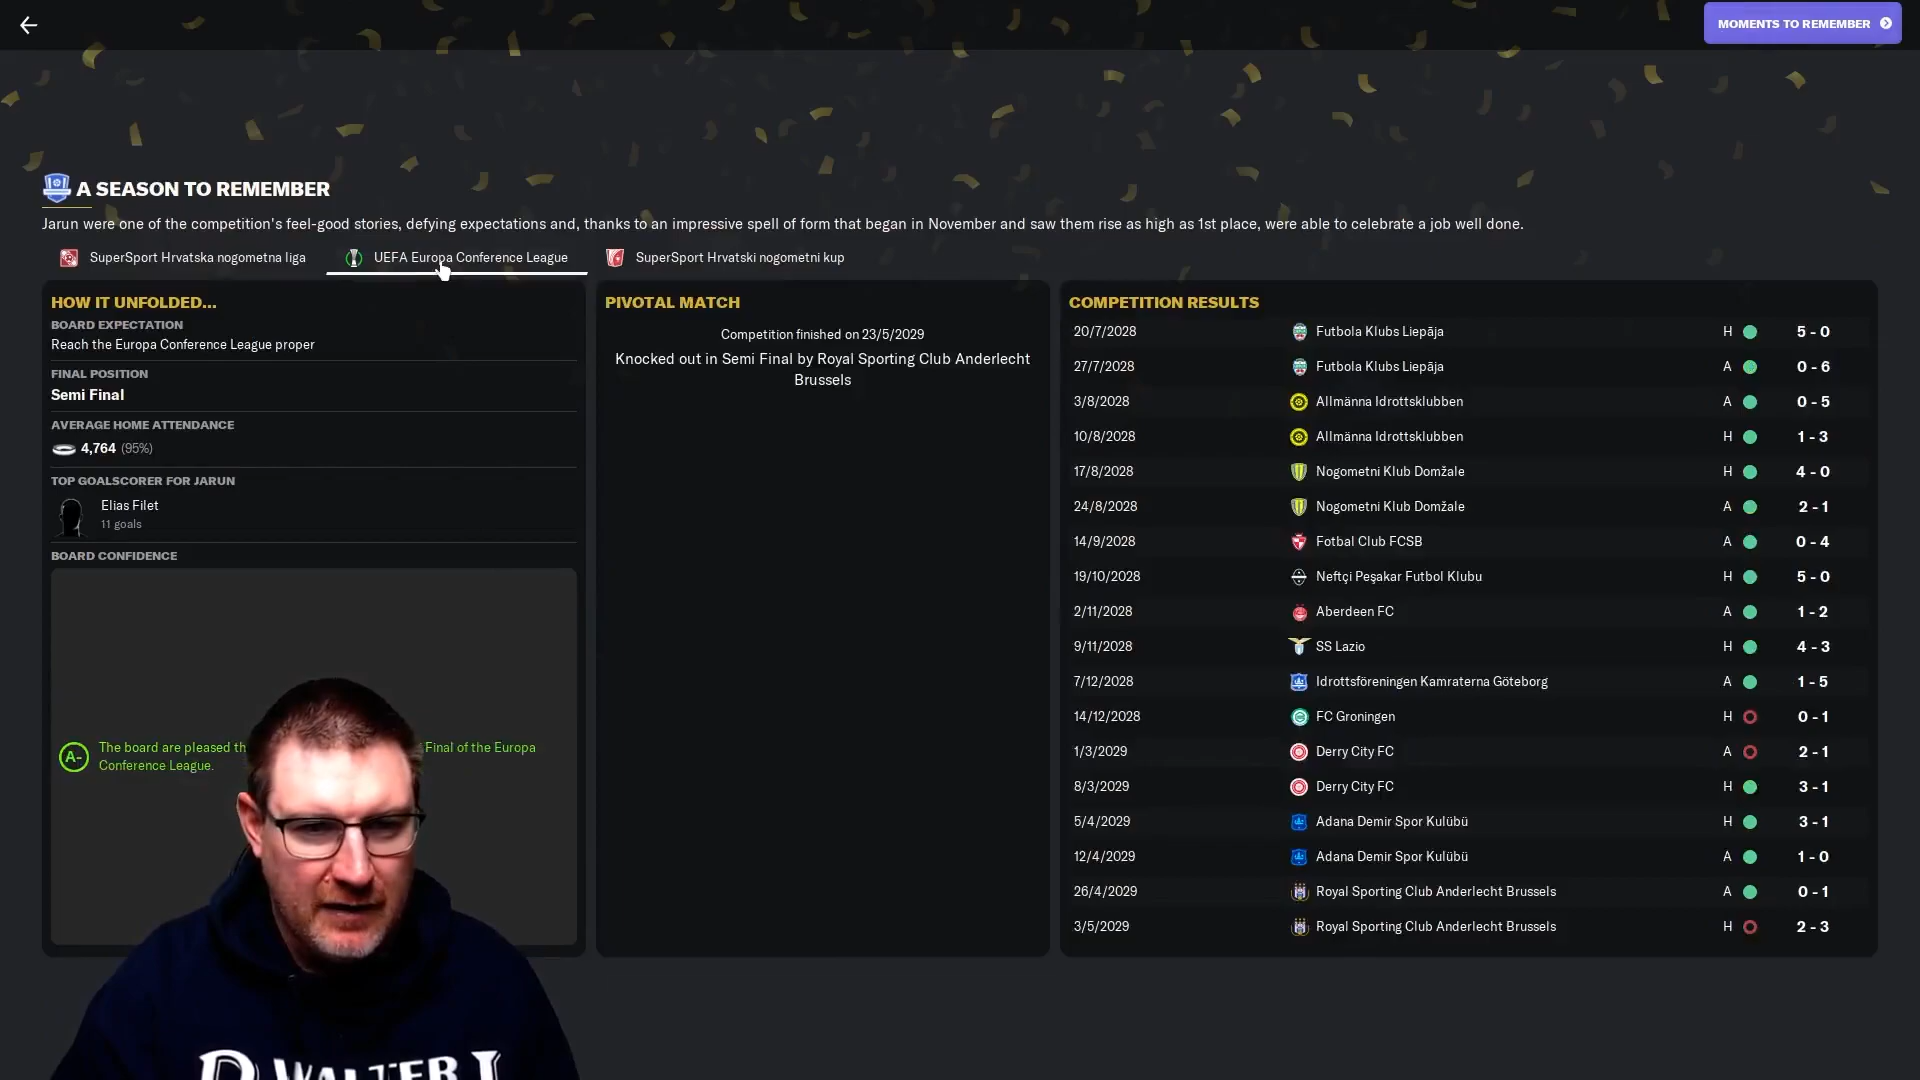 MOMENTS TO REMEMBER
A SEASON TO REMEMBER
Jarun were one of the competition's feel-good stories, defying expectations and, thanks to an impressive spell of form that began in November and saw them rise as high as 1st place, were able to celebrate a job well done.
SuperSport Hrvatska nogometna liga UEFA Europa Conference League SuperSport Hrvatski nogometni kup
HOW IT UNFOLDED...
BOARD EXPECTATION
Reach the Europa Conference League proper
FINAL POSITION
Semi Final
AVERAGE HOME ATTENDANCE
4,764 (95%)
TOP GOALSCORER FOR JARUN
Elias Filet
11 goals
BOARD CONFIDENCE
A-
The board are pleased th Final of the Europa
Conference League.
PIVOTAL MATCH
Competition finished on 23/5/2029
Knocked out in Semi Final by Royal Sporting Club Anderlecht
Brussels
COMPETITION RESULTS
20/7/2028 Futbola Klubs Liepāja H 5 - 0
27/7/2028 Futbola Klubs Liepāja A 0 - 6
3/8/2028 Allmänna Idrottsklubben A 0 - 5
10/8/2028 Allmänna Idrottsklubben H 1 - 3
17/8/2028 Nogometni Klub Domžale H 4 - 0
24/8/2028 Nogometni Klub Domžale A 2 - 1
14/9/2028 Fotbal Club FCSB A 0 - 4
19/10/2028 Neftçi Peşakar Futbol Klubu H 5 - 0
2/11/2028 Aberdeen FC A 1 - 2
9/11/2028 SS Lazio H 4 - 3
7/12/2028 Idrottsföreningen Kamraterna Göteborg A 1 - 5
14/12/2028 FC Groningen H 0 - 1
1/3/2029 Derry City FC A 2 - 1
8/3/2029 Derry City FC H 3 - 1
5/4/2029 Adana Demir Spor Kulübü H 3 - 1
12/4/2029 Adana Demir Spor Kulübü A 1 - 0
26/4/2029 Royal Sporting Club Anderlecht Brussels A 0 - 1
3/5/2029 Royal Sporting Club Anderlecht Brussels H 2 - 3